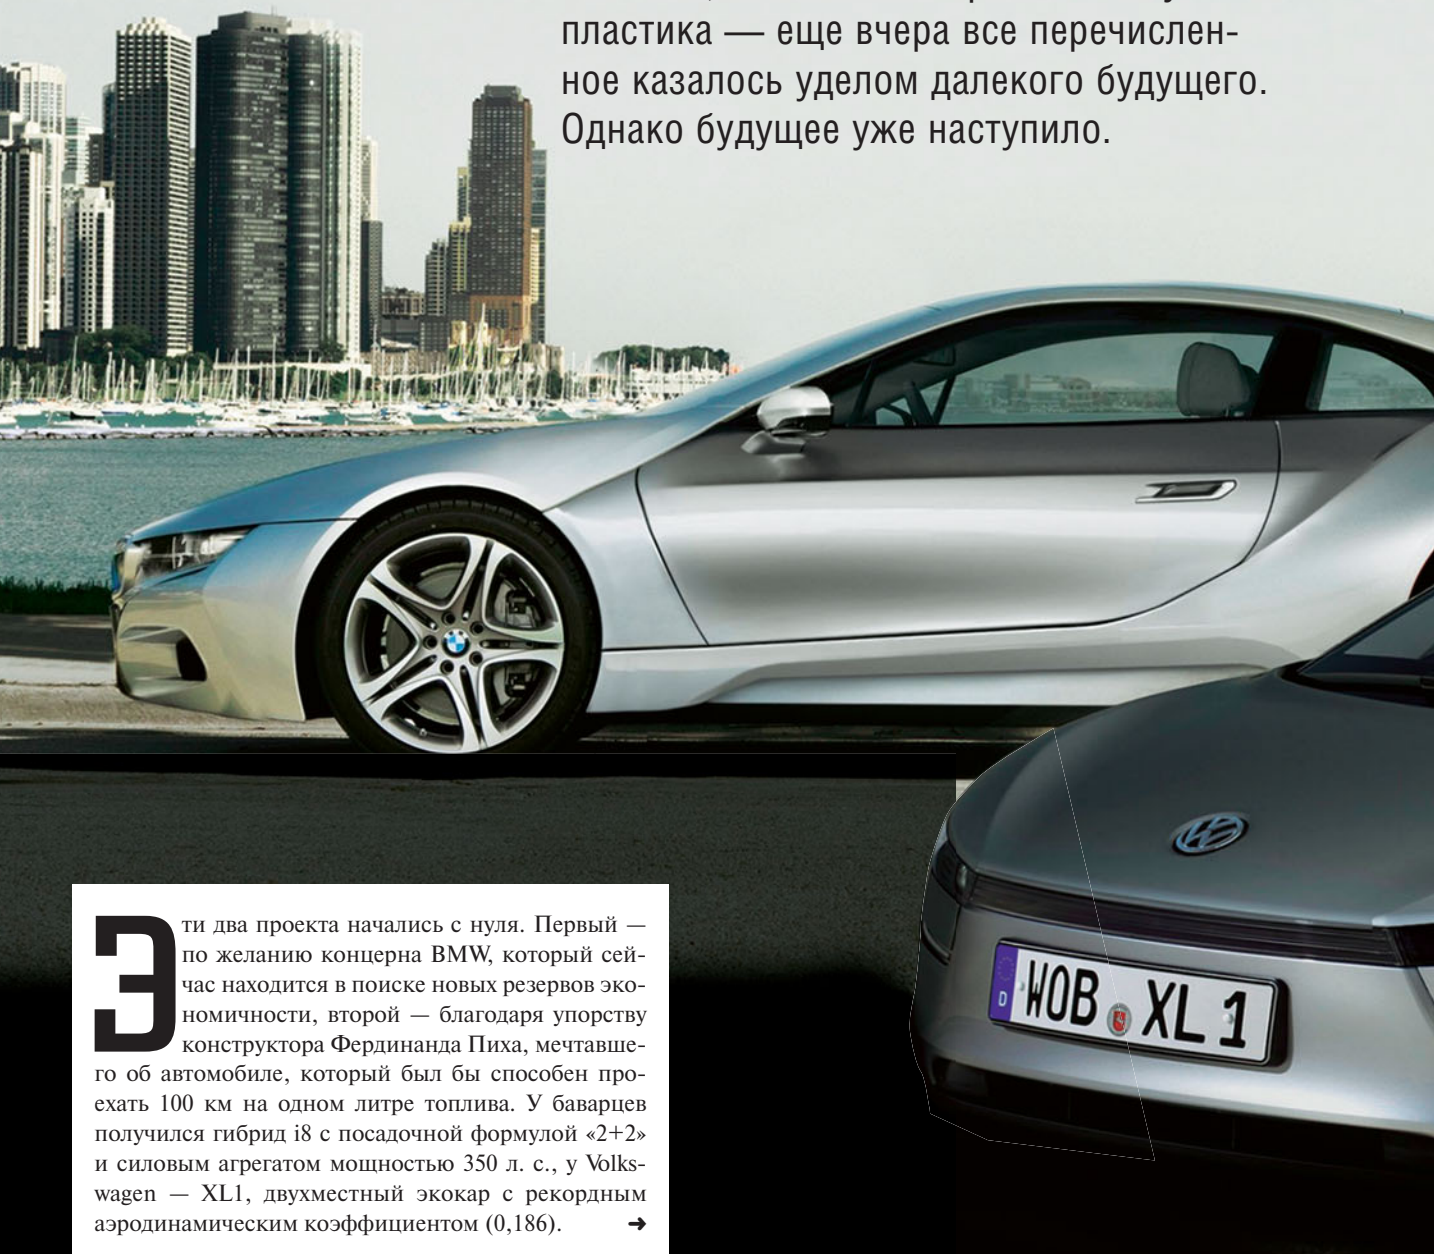 пластика — еще вчера все перечислен-
ное казалось уделом далекого будущего.
Однако будущее уже наступило.
WOB XL 1
D
Эти два проекта начались с нуля. Первый —
по желанию концерна BMW, который сей-
час находится в поиске новых резервов эко-
номичности, второй — благодаря упорству
конструктора Фердинанда Пиха, мечтавше-
го об автомобиле, который был бы способен про-
ехать 100 км на одном литре топлива. У баварцев
получился гибрид i8 с посадочной формулой «2+2»
и силовым агрегатом мощностью 350 л. с., у Volks-
wagen — XL1, двухместный экокар с рекордным
аэродинамическим коэффициентом (0,186). ➜